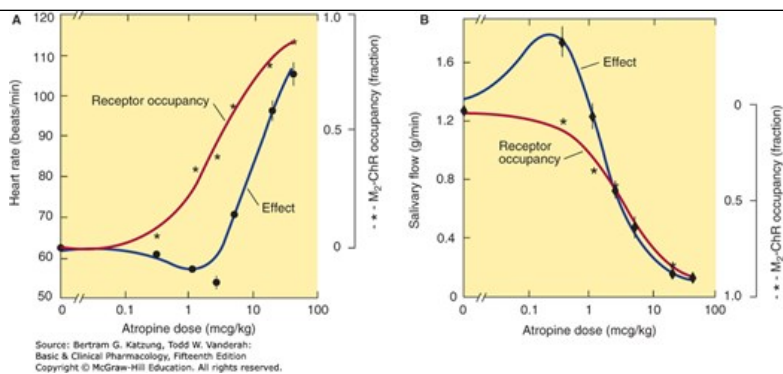 A
Heart rate (beats/min)
120
110
100
90
80
70
60
50
Receptor occupancy
Effect
1.0
0.5
0
- * - M2-ChR occupancy (fraction)
0
0.1
1
10
100
Atropine dose (mcg/kg)
B
Salivary flow (g/min)
1.6
1.2
0.8
0.4
0
Effect
Receptor
occupancy
0
0.5
1.0
- * - M2-ChR occupancy (fraction)
0
0.1
1
10
100
Atropine dose (mcg/kg)
Source: Bertram G. Katzung, Todd W. Vanderah:
Basic & Clinical Pharmacology, Fifteenth Edition
Copyright © McGraw-Hill Education. All rights reserved.